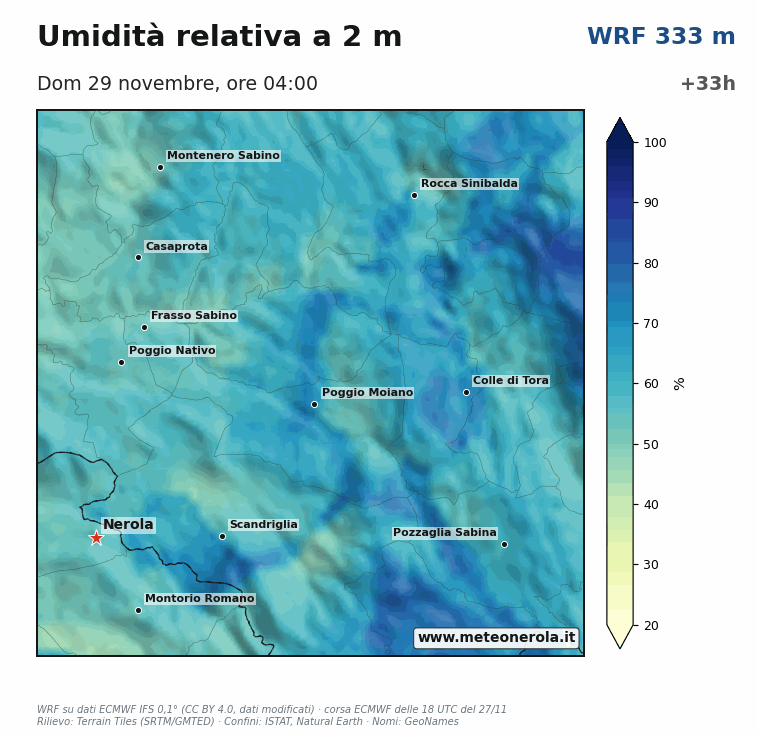 Umidità relativa a 2 m
WRF 333 m
Dom 29 novembre, ore 04:00
+33h
Montenero Sabino
Rocca Sinibalda
Casaprota
Frasso Sabino
Poggio Nativo
Poggio Moiano
Colle di Tora
Nerola
Scandriglia
Pozzaglia Sabina
Montorio Romano
www.meteonerola.it
100
90
80
70
60
50
40
30
20
%
WRF su dati ECMWF IFS 0,1° (CC BY 4.0, dati modificati) · corsa ECMWF delle 18 UTC del 27/11
Rilievo: Terrain Tiles (SRTM/GMTED) · Confini: ISTAT, Natural Earth · Nomi: GeoNames